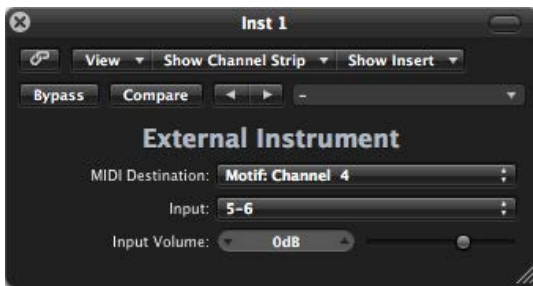 Inst 1
View Show Channel Strip Show Insert
Bypass Compare -
External Instrument
MIDI Destination: Motif: Channel 4
Input: 5-6
Input Volume: 0dB